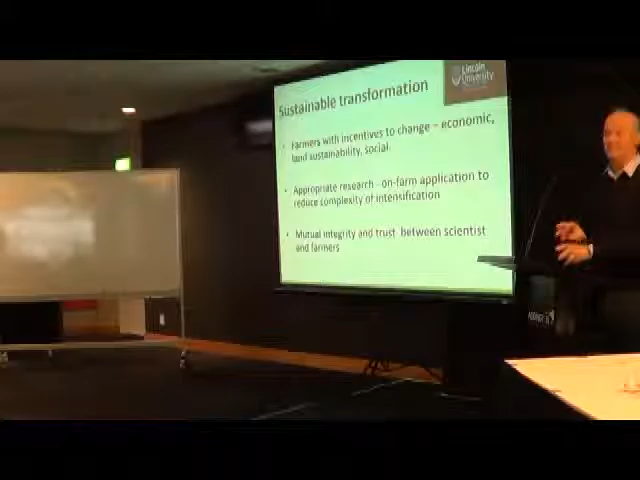 Lincoln
University
Sustainable transformation
• Farmers with incentives to change – economic,
land sustainability, social.
• Appropriate research - on-farm application to
reduce complexity of intensification
• Mutual integrity and trust between scientist
and farmers